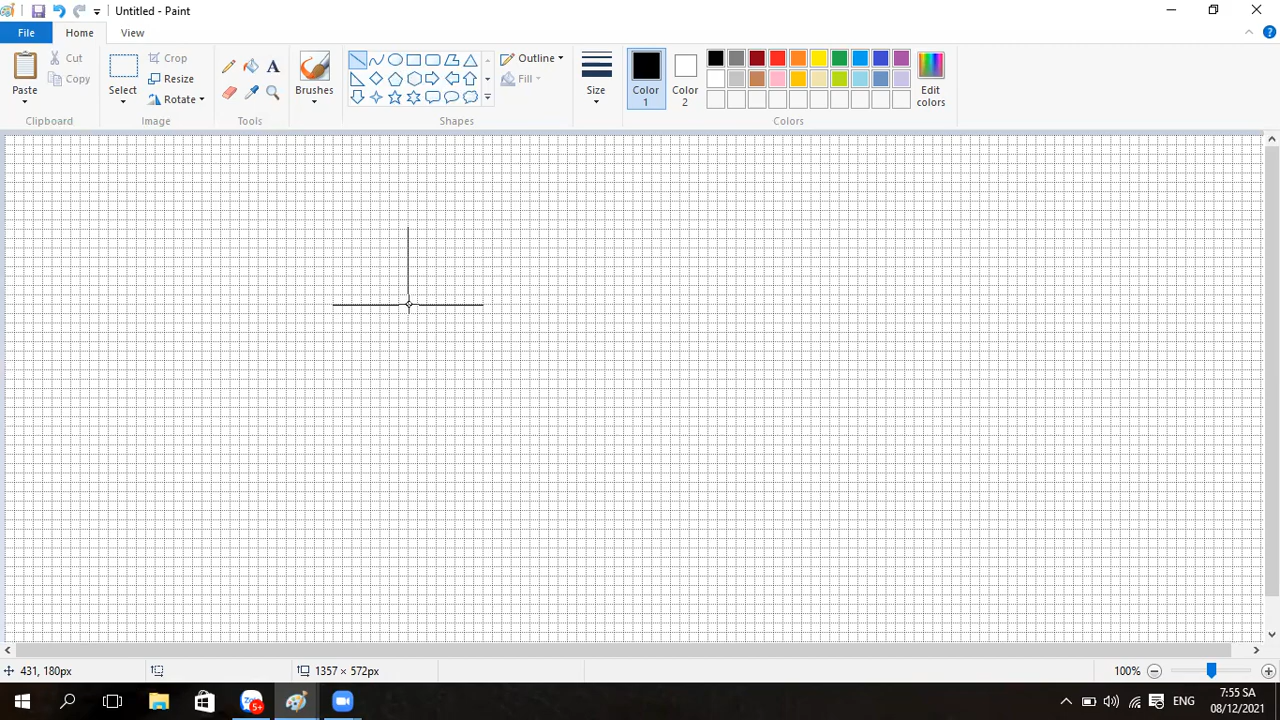 Untitled - Paint
File
Home
View
Paste
Cut
Copy
Clipboard
Select
Crop
Resize
Rotate
Image
Tools
Brushes
Outline
Fill
Shapes
Size
Color 1
Color 2
Edit colors
Colors
431, 180px
1357 × 572px
100%
5+
ENG
7:55 SA
08/12/2021